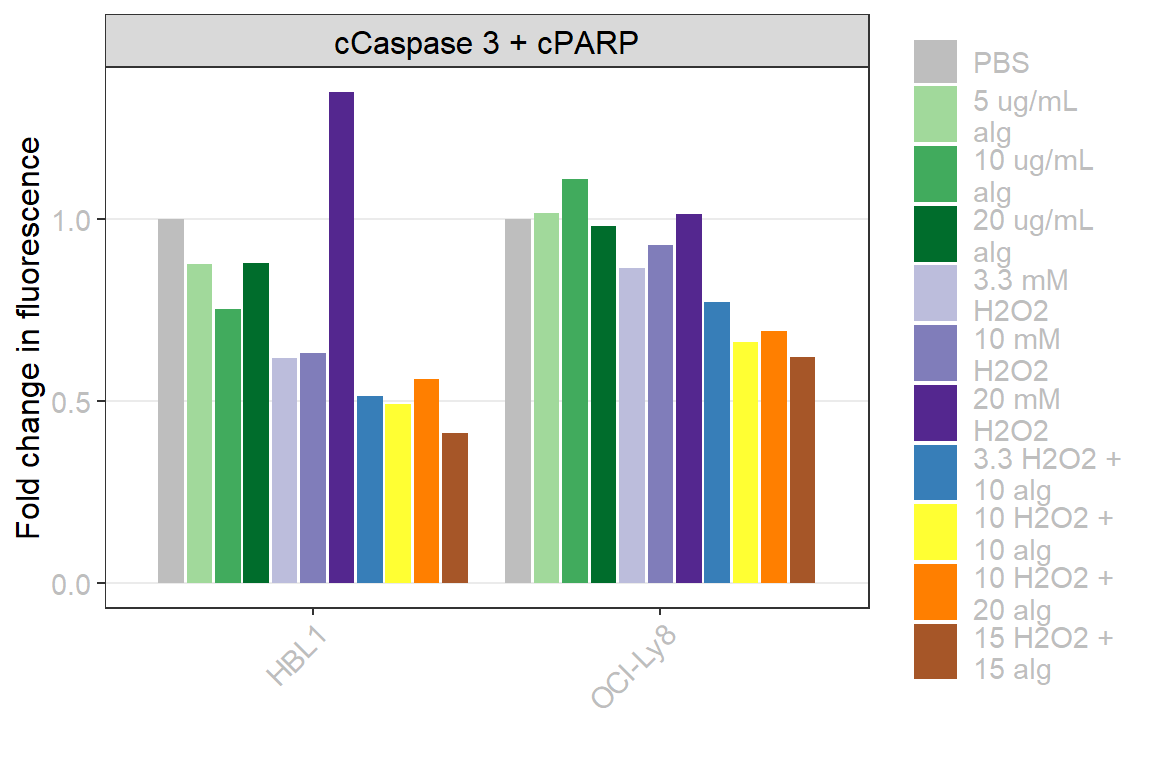 cCaspase 3 + cPARP
Fold change in fluorescence
1.0
0.5
0.0
HBL1
OCI-Ly8
PBS
5 ug/mL
alg
10 ug/mL
alg
20 ug/mL
alg
3.3 mM
H2O2
10 mM
H2O2
20 mM
H2O2
3.3 H2O2 +
10 alg
10 H2O2 +
10 alg
10 H2O2 +
20 alg
15 H2O2 +
15 alg